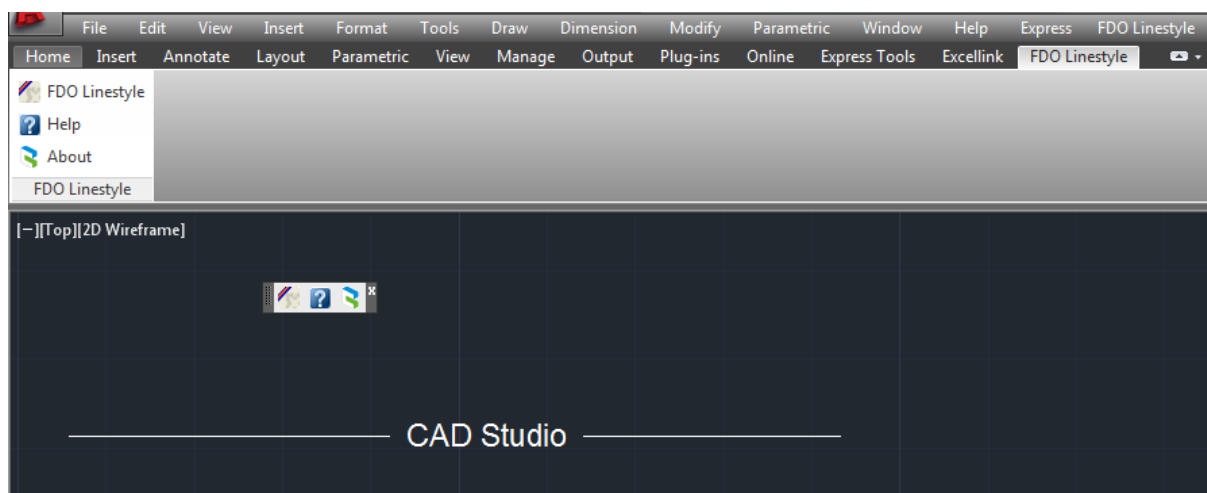 File Edit View Insert Format Tools Draw Dimension Modify Parametric Window Help Express FDO Linestyle
Home Insert Annotate Layout Parametric View Manage Output Plug-ins Online Express Tools Excellink FDO Linestyle
FDO Linestyle
Help
About
FDO Linestyle
[−][Top][2D Wireframe]
CAD Studio